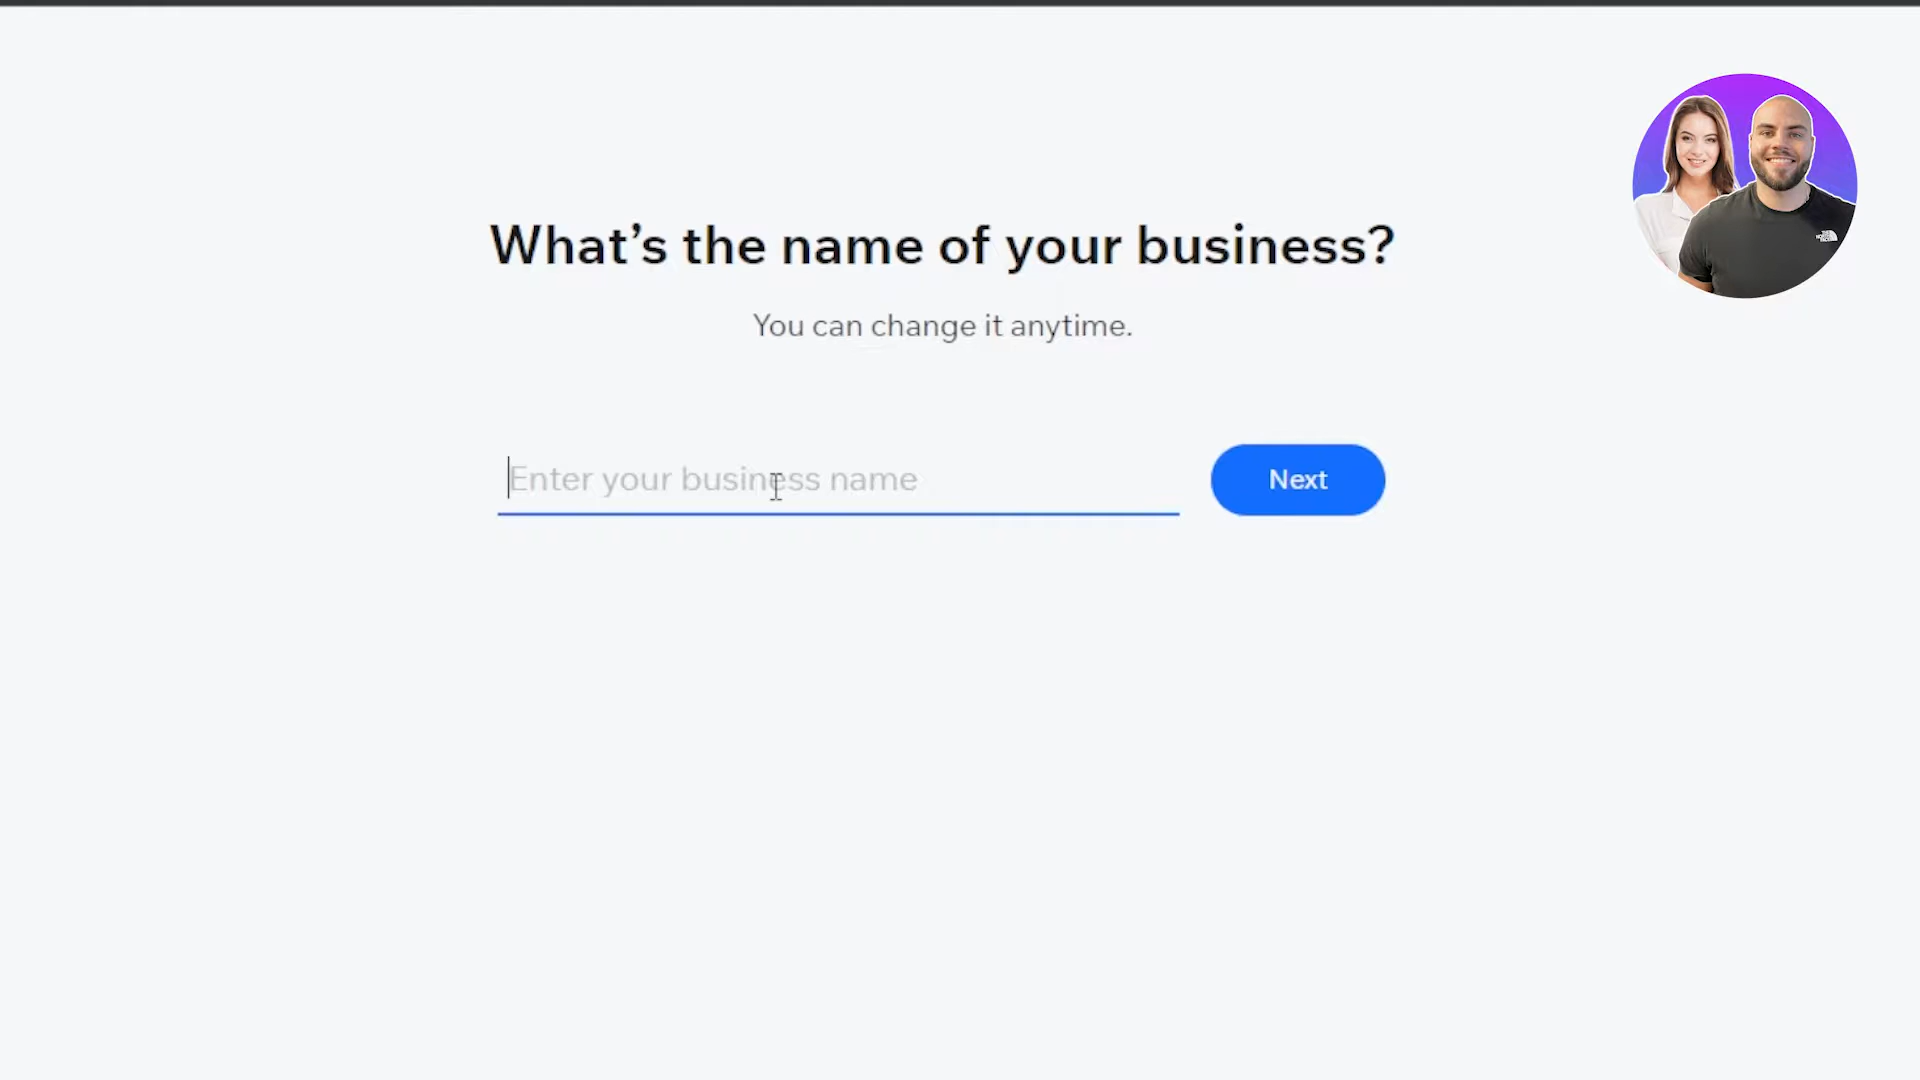 What’s the name of your business?
You can change it anytime.
Enter your business name
Next